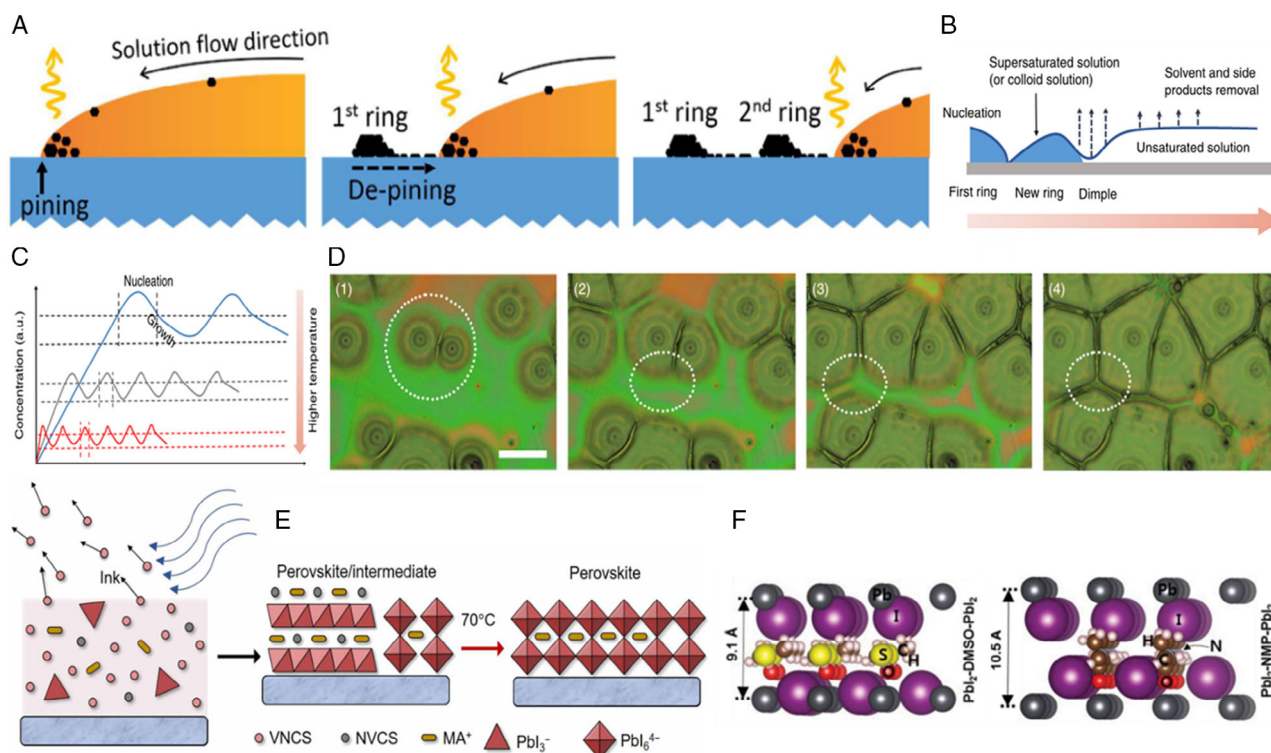 A
Solution flow direction
pining
1st ring
De-pining
1st ring
2nd ring
B
Supersaturated solution
(or colloid solution)
Solvent and side
products removal
Nucleation
Unsaturated solution
First ring
New ring
Dimple
C
Nucleation
Growth
Concentration (a.u.)
Higher temperature
D
(1)
(2)
(3)
(4)
E
Ink
Perovskite/intermediate
70°C
Perovskite
VNCS
NVCS
MA+
PbI3−
PbI64−
F
9.1 Å
Pb
I
S
C
H
O
PbI2-DMSO-PbI2
10.5 Å
Pb
I
H
N
C
O
PbI2-NMP-PbI2